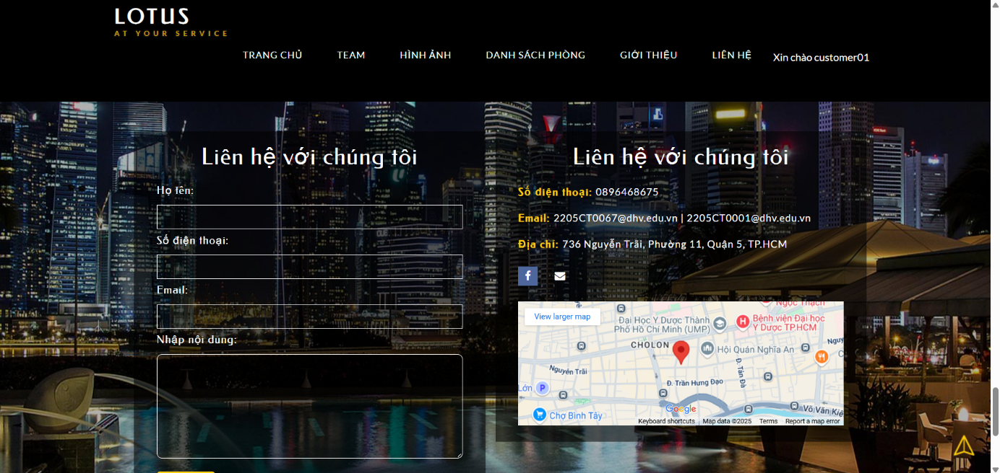 LOTUS
AT YOUR SERVICE
TRANG CHỦ TEAM HÌNH ẢNH DANH SÁCH PHÒNG GIỚI THIỆU LIÊN HỆ Xin chào customer01
Liên hệ với chúng tôi
Họ tên:
Số điện thoại:
Email:
Nhập nội dung:
Liên hệ với chúng tôi
Số điện thoại: 0896468675
Email: 2205CT0067@dhv.edu.vn | 2205CT0001@dhv.edu.vn
Địa chỉ: 736 Nguyễn Trãi, Phường 11, Quận 5, TP.HCM
View larger map
Ngọc Thạch
Đại Học Y Dược Thành
Phố Hồ Chí Minh (UMP)
Bệnh viện Đại học
Y Dược TP.HCM
CHOLON
Hội Quán Nghĩa An
Nguyễn Trãi
Đ. Tản Đà
Đ. Trần Hưng Đạo
Lớn
P
Chợ Bình Tây
Võ Văn Kiệ
Google
Keyboard shortcuts Map data ©2025 Terms Report a map error